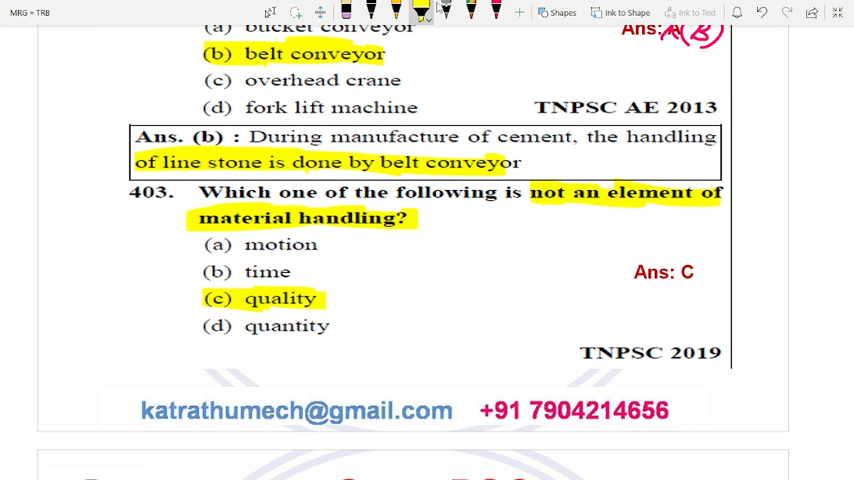 MRG » TRB
Shapes
Ink to Shape
Ink to Text
(a) bucket conveyor
Ans: A(B)
(b) belt conveyor
(c) overhead crane
(d) fork lift machine
TNPSC AE 2013
Ans. (b) : During manufacture of cement, the handling
of line stone is done by belt conveyor
403. Which one of the following is not an element of
material handling?
(a) motion
(b) time
Ans: C
(c) quality
(d) quantity
TNPSC 2019
katrathumech@gmail.com +91 7904214656